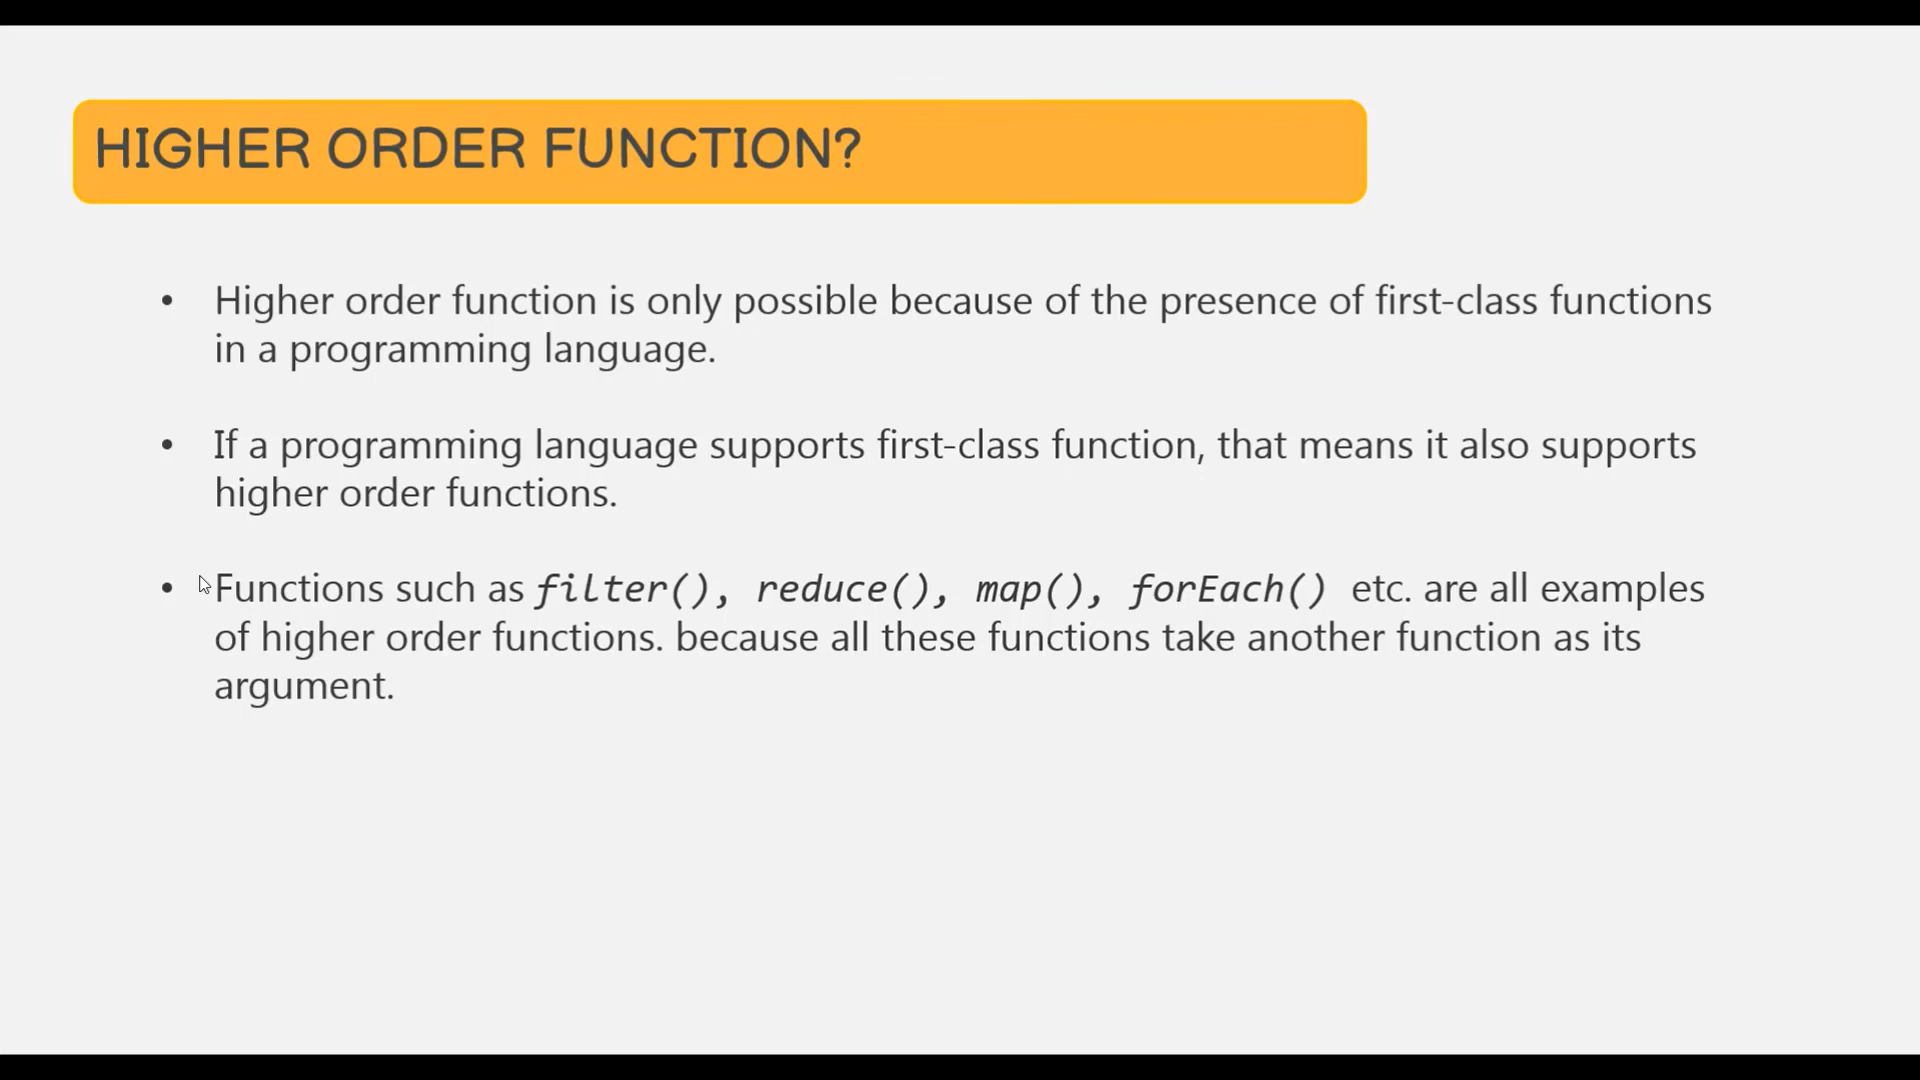 HIGHER ORDER FUNCTION?
• Higher order function is only possible because of the presence of first-class functions
in a programming language.
• If a programming language supports first-class function, that means it also supports
higher order functions.
• Functions such as filter(), reduce(), map(), forEach() etc. are all examples
of higher order functions. because all these functions take another function as its
argument.